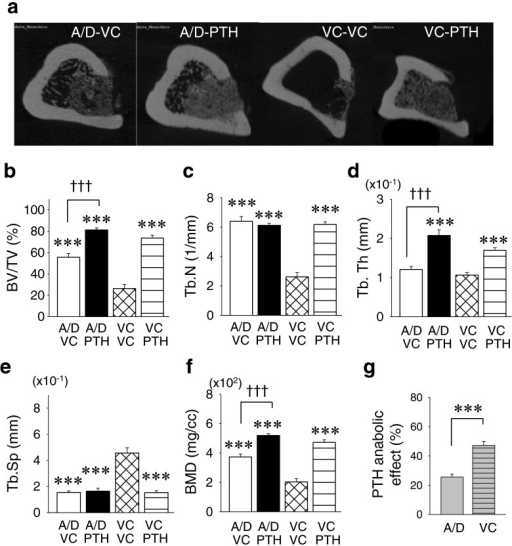 a
A/D-VC A/D-PTH VC-VC VC-PTH
b
BV/TV (%)
100
80
60
40
20
0
†††
*** *** ***
A/D VC
A/D PTH
VC VC
VC PTH
c
Tb.N (1/mm)
8
6
4
2
0
*** *** ***
A/D VC
A/D PTH
VC VC
VC PTH
d
(x10-1)
Tb. Th (mm)
3
2
1
0
†††
*** ***
A/D VC
A/D PTH
VC VC
VC PTH
e
(x10-1)
Tb.Sp (mm)
8
6
4
2
0
*** *** ***
A/D VC
A/D PTH
VC VC
VC PTH
f
(x10²)
BMD (mg/cc)
8
6
4
2
0
†††
*** *** ***
A/D VC
A/D PTH
VC VC
VC PTH
g
PTH anabolic
effect (%)
80
60
40
20
0
***
A/D VC